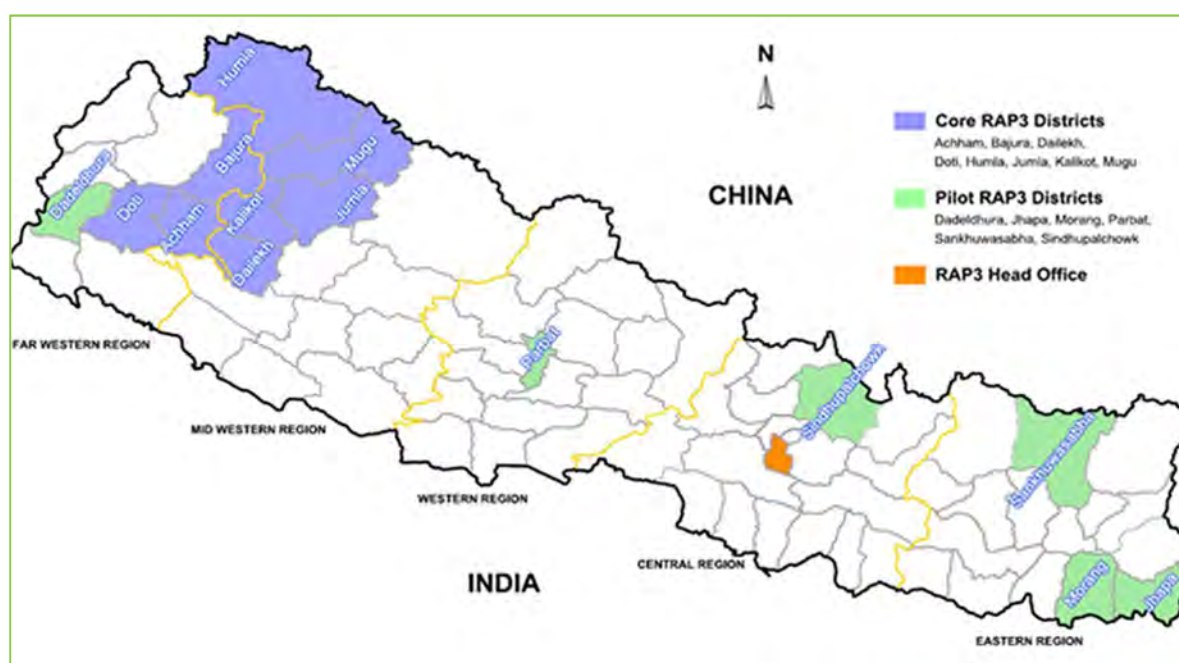 N
Core RAP3 Districts
Achham, Bajura, Dailekh,
Doti, Humla, Jumla, Kalikot, Mugu
CHINA
Pilot RAP3 Districts
Dadeldhura, Jhapa, Morang, Parbat,
Sankhuwasabha, Sindhupalchowk
RAP3 Head Office
Humla
Bajura
Mugu
Dadeldhura
Doti
Achham
Kalikot
Jumla
Dailekh
FAR WESTERN REGION
Parbat
Sindhupalchowk
MID WESTERN REGION
Sankhuwasabha
WESTERN REGION
CENTRAL REGION
INDIA
Morang
Jhapa
EASTERN REGION